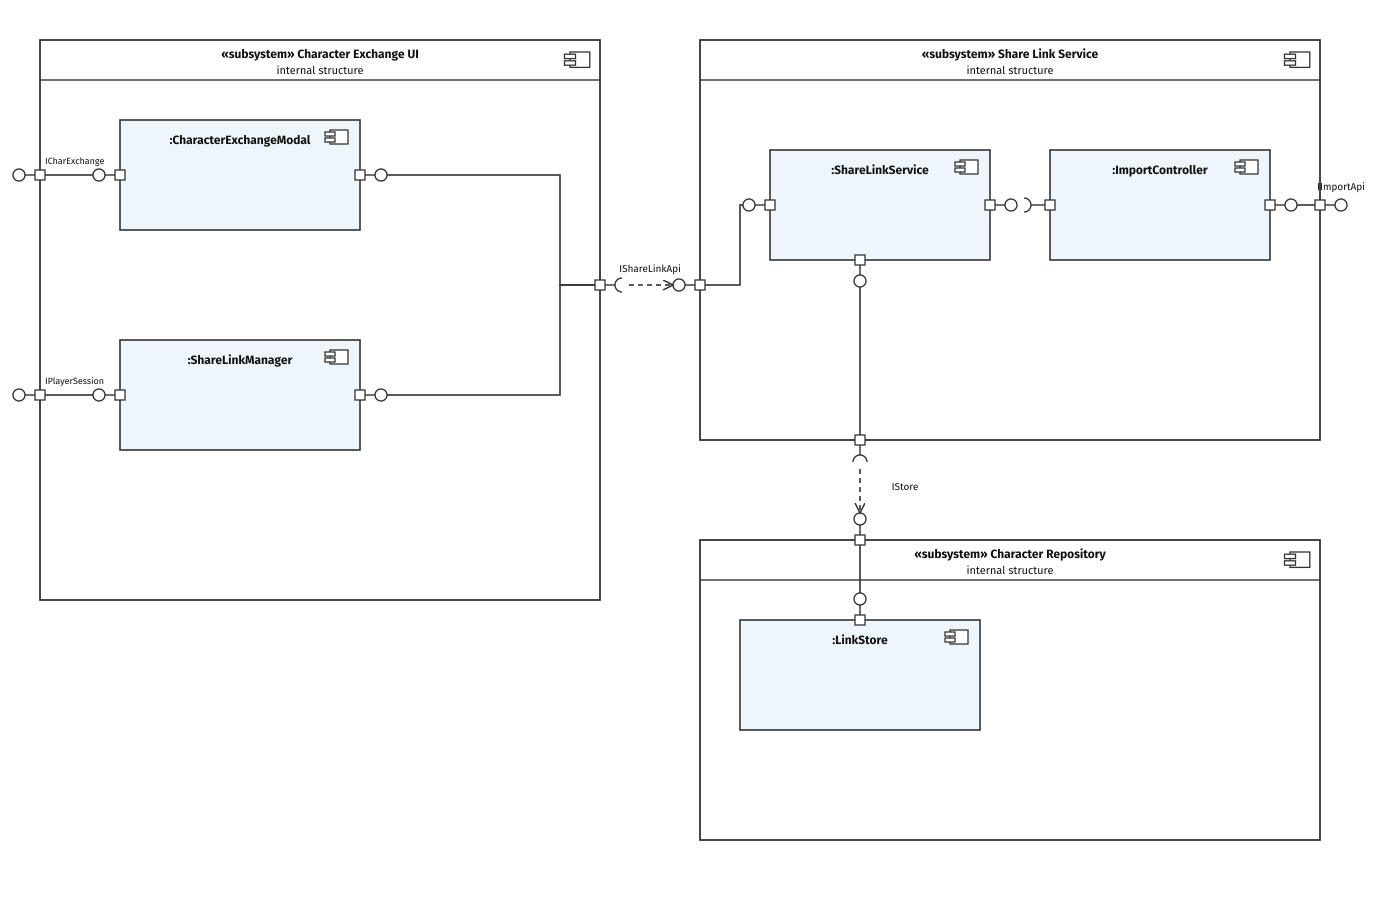 «subsystem» Character Exchange UI
internal structure
:CharacterExchangeModal
ICharExchange
:ShareLinkManager
IPlayerSession
IShareLinkApi
«subsystem» Share Link Service
internal structure
:ShareLinkService
:ImportController
IImportApi
IStore
«subsystem» Character Repository
internal structure
:LinkStore